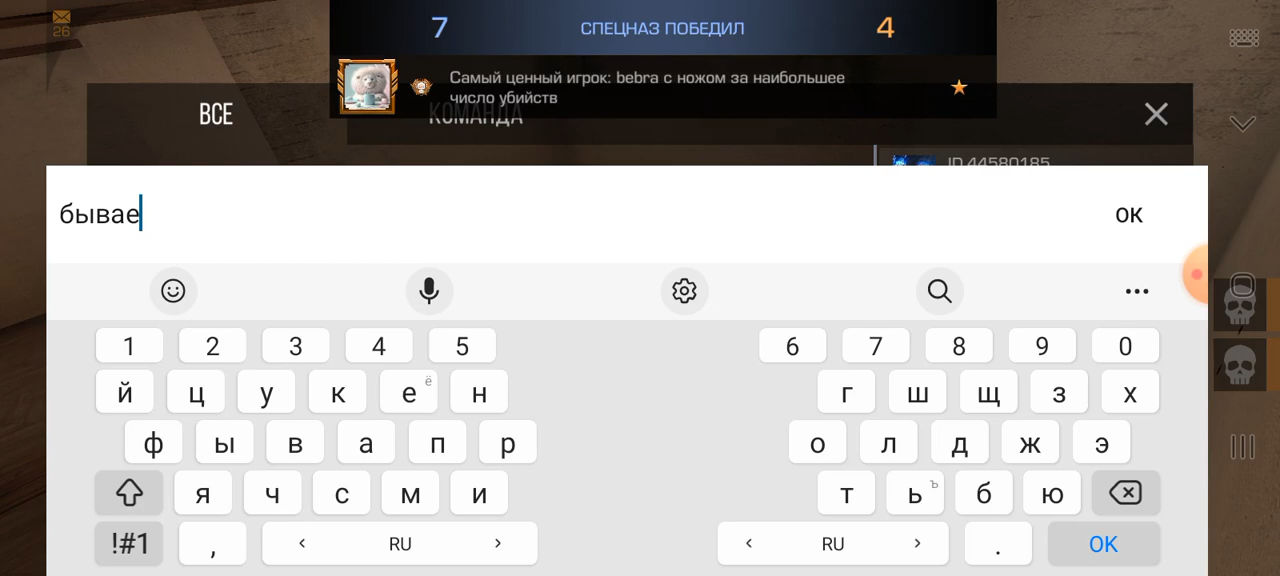 26
7 СПЕЦНАЗ ПОБЕДИЛ 4
Самый ценный игрок: bebra с ножом за наибольшее
число убийств
ВСЕ КОМАНДА
ID 44580185
бывае ОК
1 2 3 4 5 6 7 8 9 0
й ц у к е ё н г ш щ з х
ф ы в а п р о л д ж э
я ч с м и т ь ъ б ю
!#1 , < RU > < RU > . OK